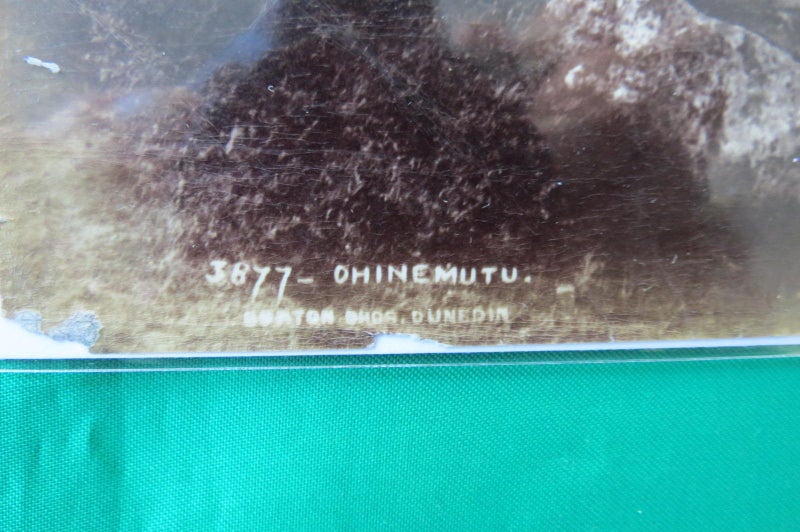 3877- OHINEMUTU.
BURTON BROS. DUNEDIN